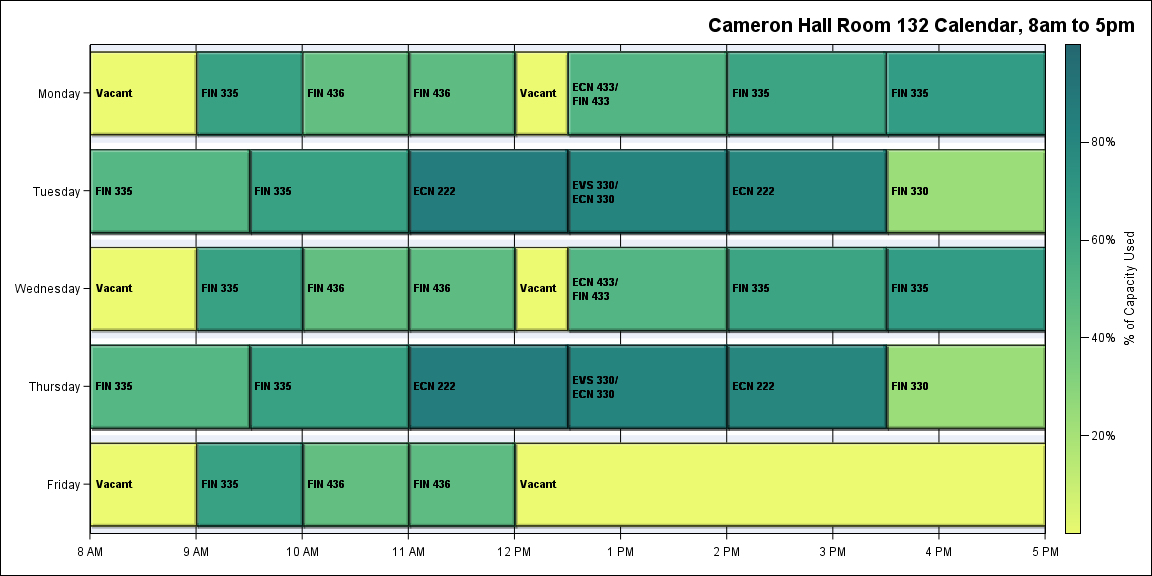 Cameron Hall Room 132 Calendar, 8am to 5pm
Monday
Vacant
FIN 335
FIN 436
FIN 436
Vacant
ECN 433/
FIN 433
FIN 335
FIN 335
Tuesday
FIN 335
FIN 335
ECN 222
EVS 330/
ECN 330
ECN 222
FIN 330
Wednesday
Vacant
FIN 335
FIN 436
FIN 436
Vacant
ECN 433/
FIN 433
FIN 335
FIN 335
Thursday
FIN 335
FIN 335
ECN 222
EVS 330/
ECN 330
ECN 222
FIN 330
Friday
Vacant
FIN 335
FIN 436
FIN 436
Vacant
8 AM
9 AM
10 AM
11 AM
12 PM
1 PM
2 PM
3 PM
4 PM
5 PM
80%
60%
40%
20%
% of Capacity Used